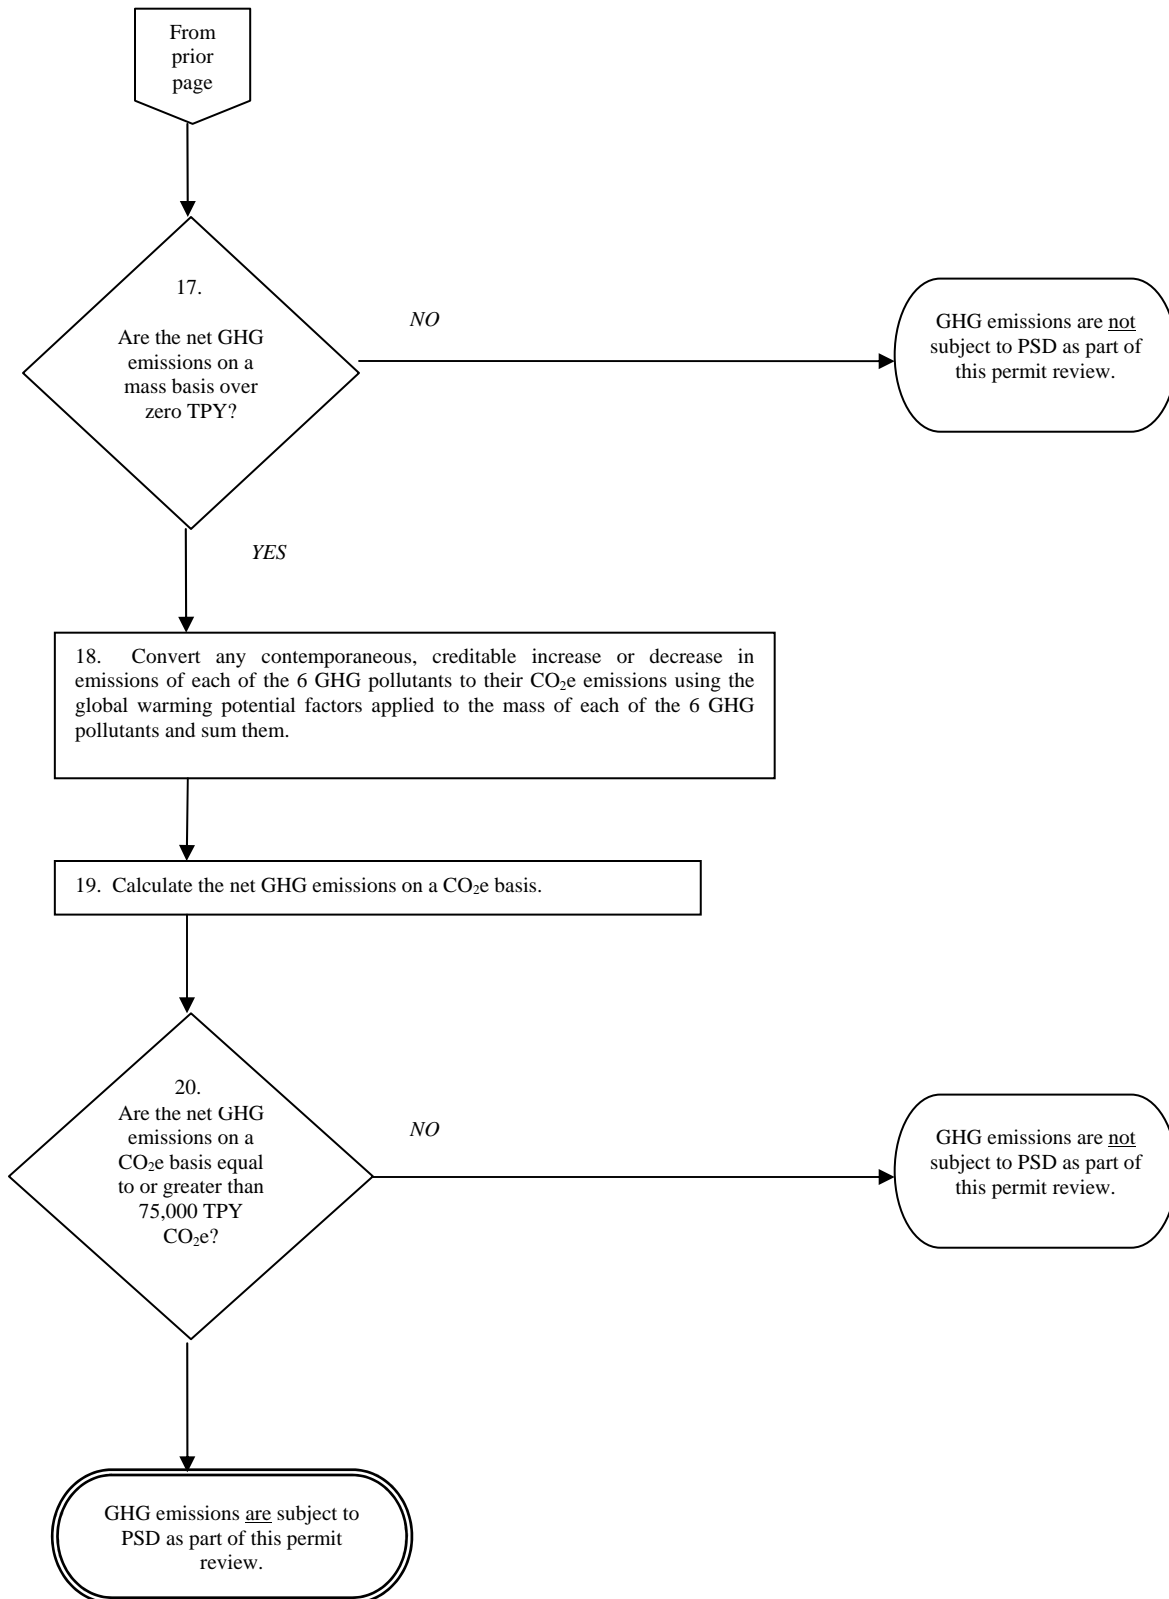 From
prior
page
17.
Are the net GHG
emissions on a
mass basis over
zero TPY?
NO
GHG emissions are not
subject to PSD as part of
this permit review.
YES
18. Convert any contemporaneous, creditable increase or decrease in
emissions of each of the 6 GHG pollutants to their CO₂e emissions using the
global warming potential factors applied to the mass of each of the 6 GHG
pollutants and sum them.
19. Calculate the net GHG emissions on a CO₂e basis.
20.
Are the net GHG
emissions on a
CO₂e basis equal
to or greater than
75,000 TPY
CO₂e?
NO
GHG emissions are not
subject to PSD as part of
this permit review.
GHG emissions are subject to
PSD as part of this permit
review.